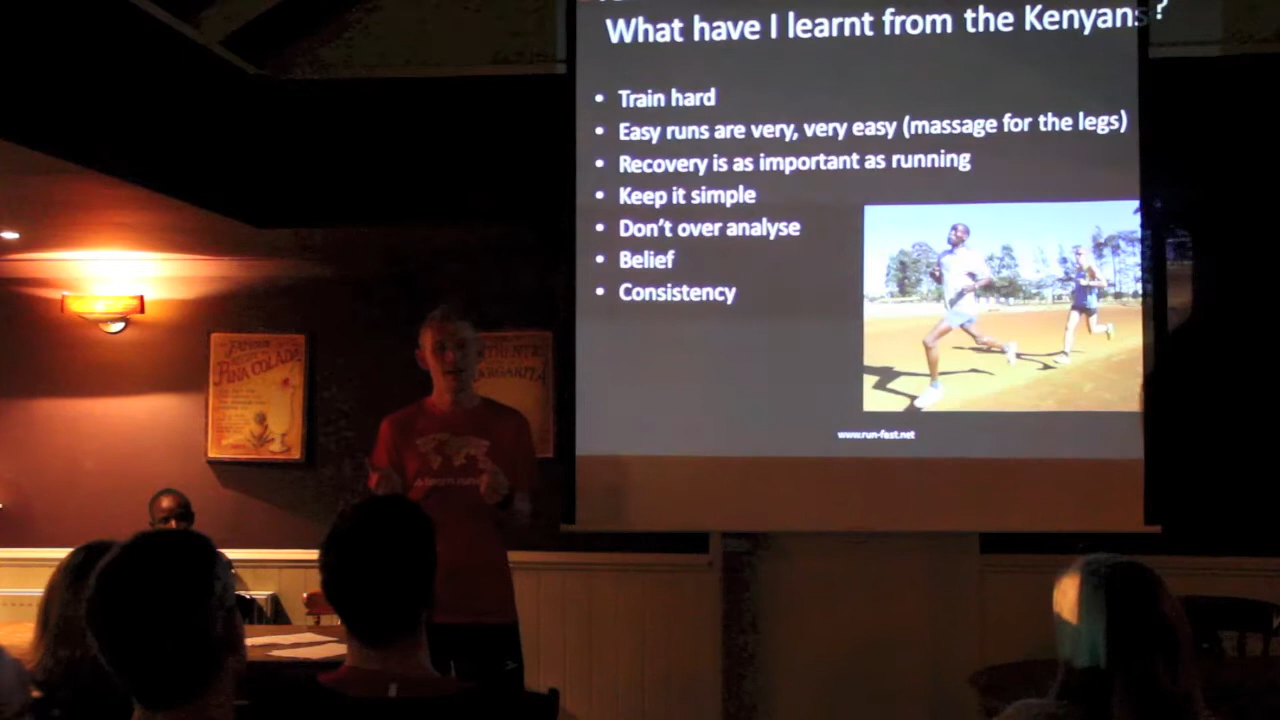 What have I learnt from the Kenyans?
• Train hard
• Easy runs are very, very easy (massage for the legs)
• Recovery is as important as running
• Keep it simple
• Don't over analyse
• Belief
• Consistency
www.run-fast.net
PINA COLADA